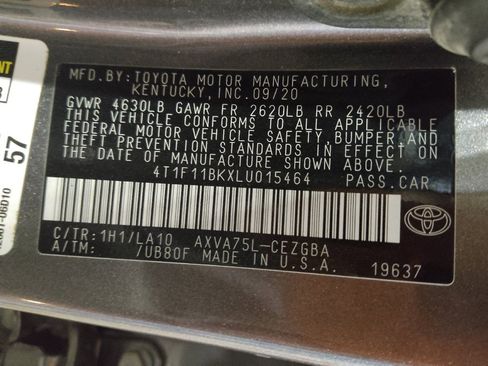 MFD.BY:TOYOTA MOTOR MANUFACTURING,
KENTUCKY, INC.09/20
GVWR 4630LB GAWR FR 2620LB RR 2420LB
THIS VEHICLE CONFORMS TO ALL APPLICABLE
FEDERAL MOTOR VEHICLE SAFETY, BUMPER, AND
THEFT PREVENTION STANDARDS IN EFFECT ON
THE DATE OF MANUFACTURE SHOWN ABOVE.
4T1F11BKXLU015464 PASS.CAR
C/TR:1H1/LA10 AXVA75L-CEZGBA
A/TM: /UB80F MADE IN U.S.A.
19637
57